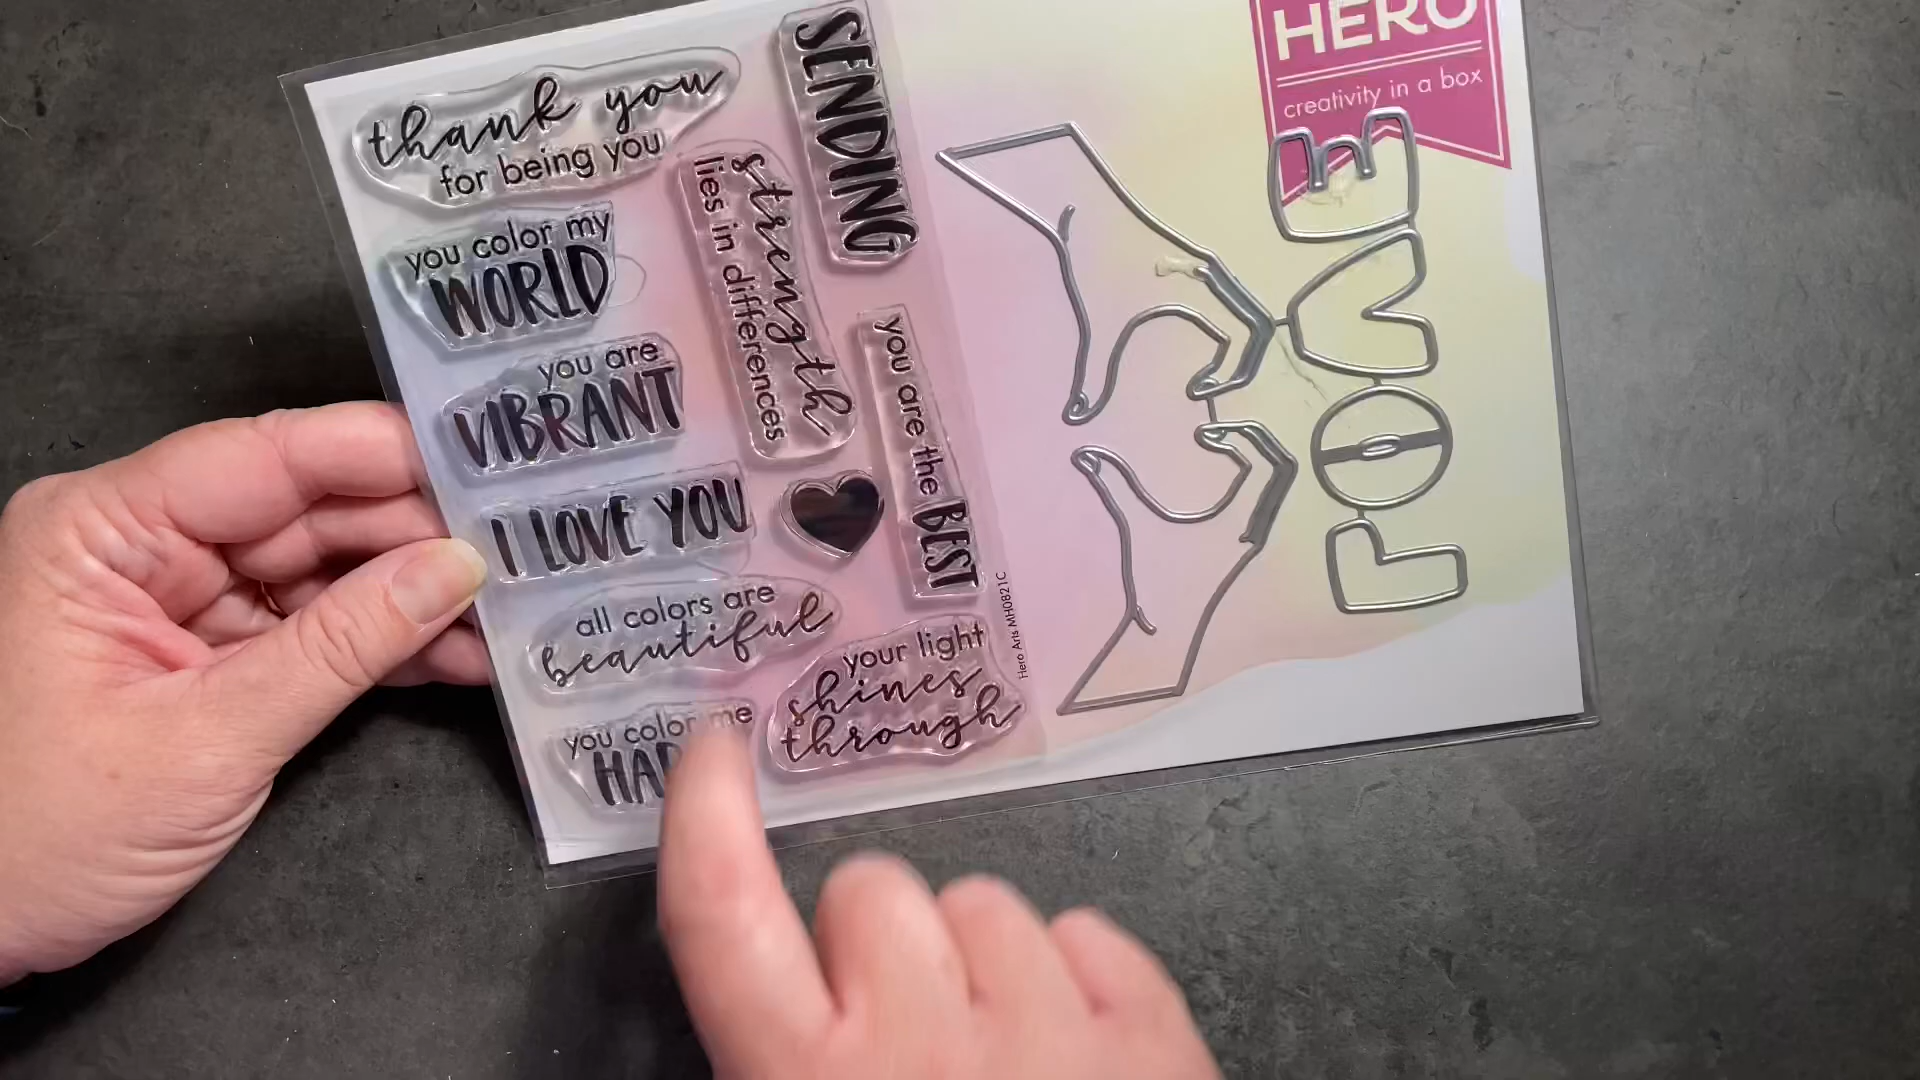 thank you
for being you
you color my
WORLD
you are
VIBRANT
I LOVE YOU
all colors are
beautiful
you color me
SENDING
strength
lies in differences
you are the BEST
your light
shines
through
Hero Arts MH0821C
HERO
creativity in a box
LOVE